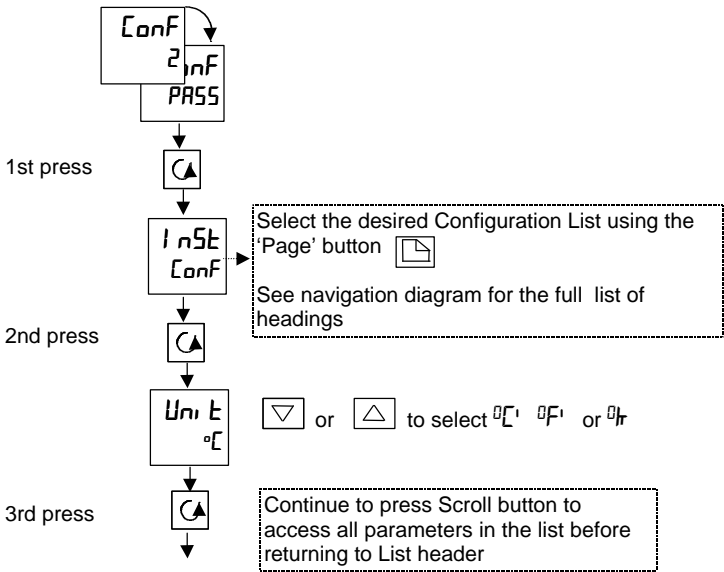 ConF
2
onF
PASS
1st press
InSt
ConF
Select the desired Configuration List using the
‘Page’ button
See navigation diagram for the full list of
headings
2nd press
Unit
°C
or to select °C' °F' or °k
3rd press
Continue to press Scroll button to
access all parameters in the list before
returning to List header